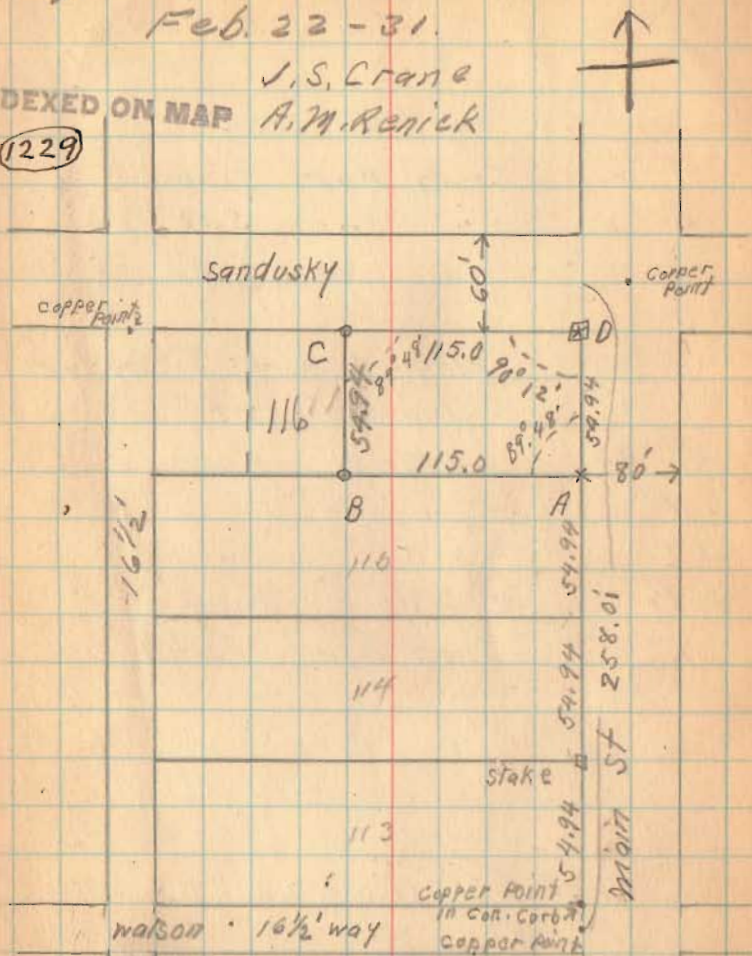 Feb. 22-31.
J.S. Crane
DEXED ON MAP
A.M. Renick
1229
Sandusky
60'
Copper Point
Copper Point
C
115.0
D
89° 48'
90° 12'
116
54.94
54.94
89° 48'
115.0
80'
B
A
16 1/2'
54.94
115
258.01
54.94
114
Stake
Main St
54.94
113
Copper Point
in Con. Corb
Walson 16 1/2' way
Copper Point